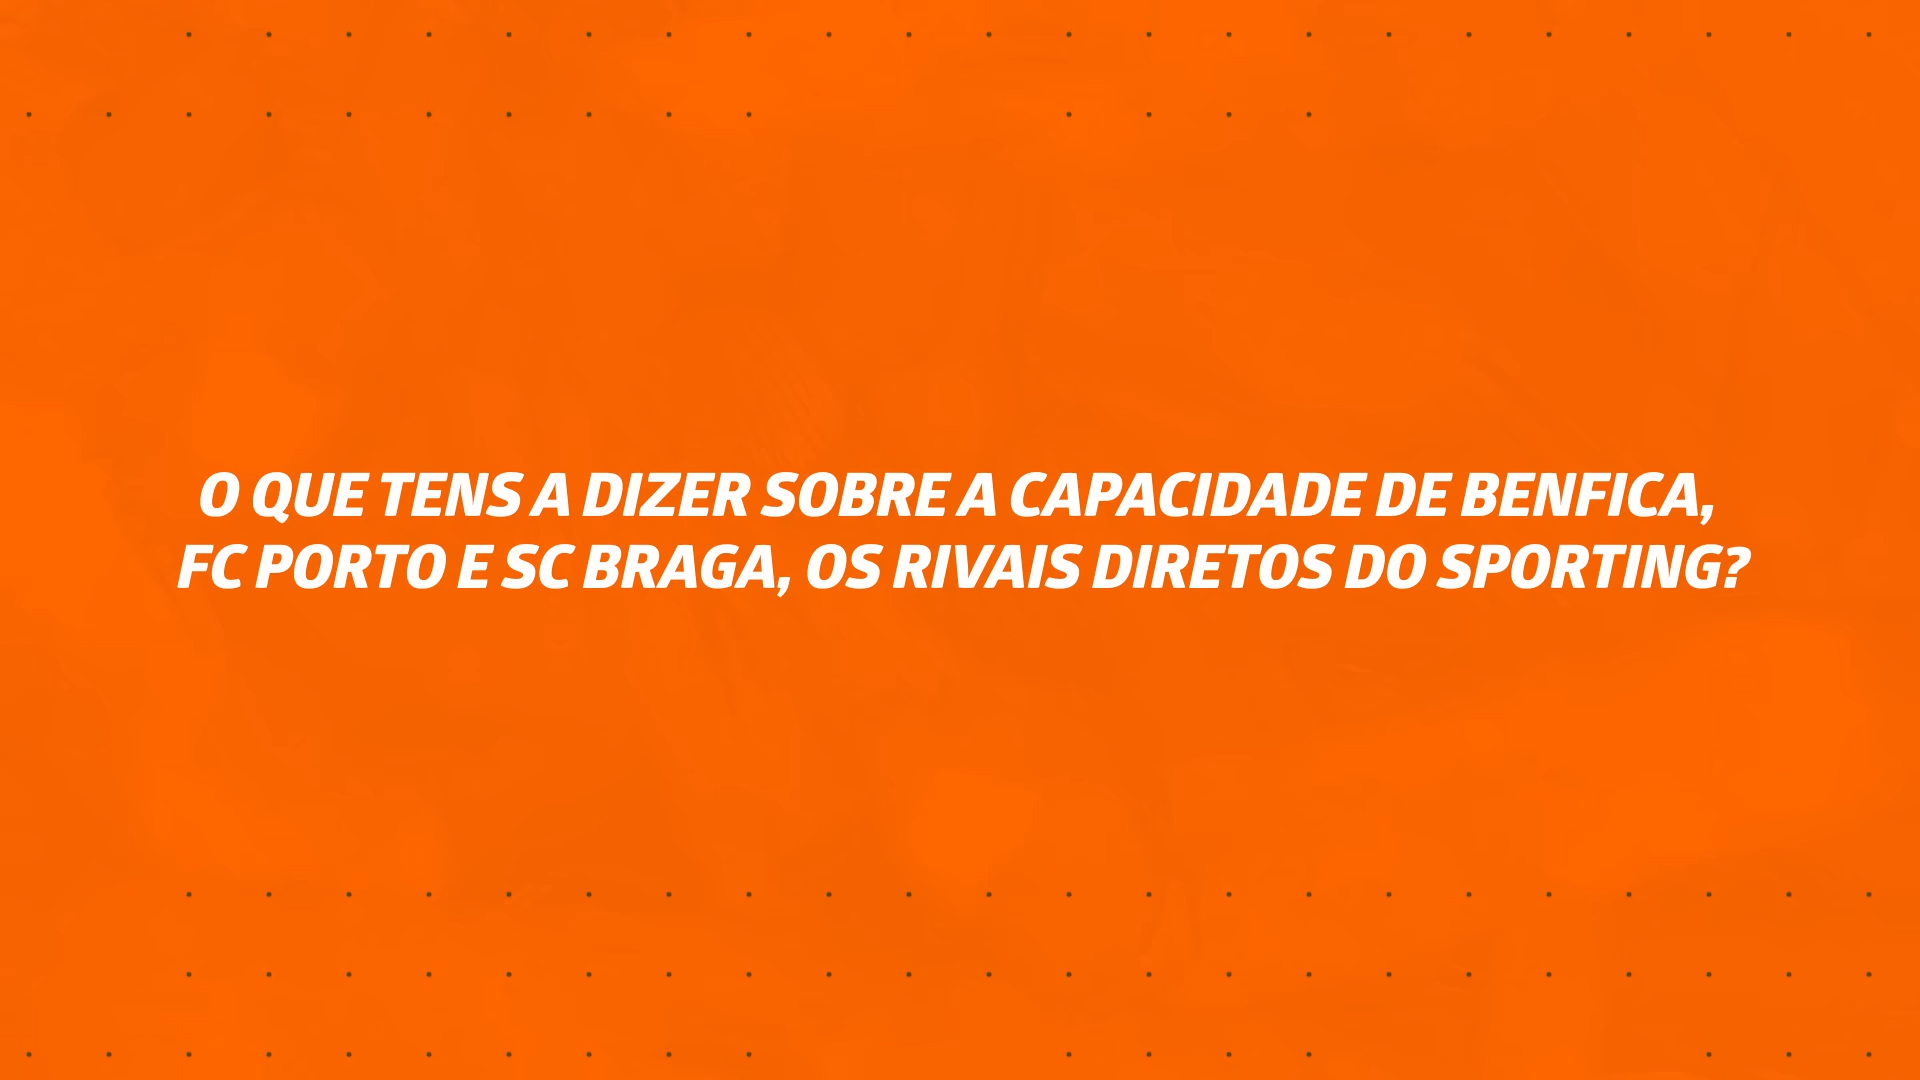 O QUE TENS A DIZER SOBRE A CAPACIDADE DE BENFICA,
FC PORTO E SC BRAGA, OS RIVAIS DIRETOS DO SPORTING?